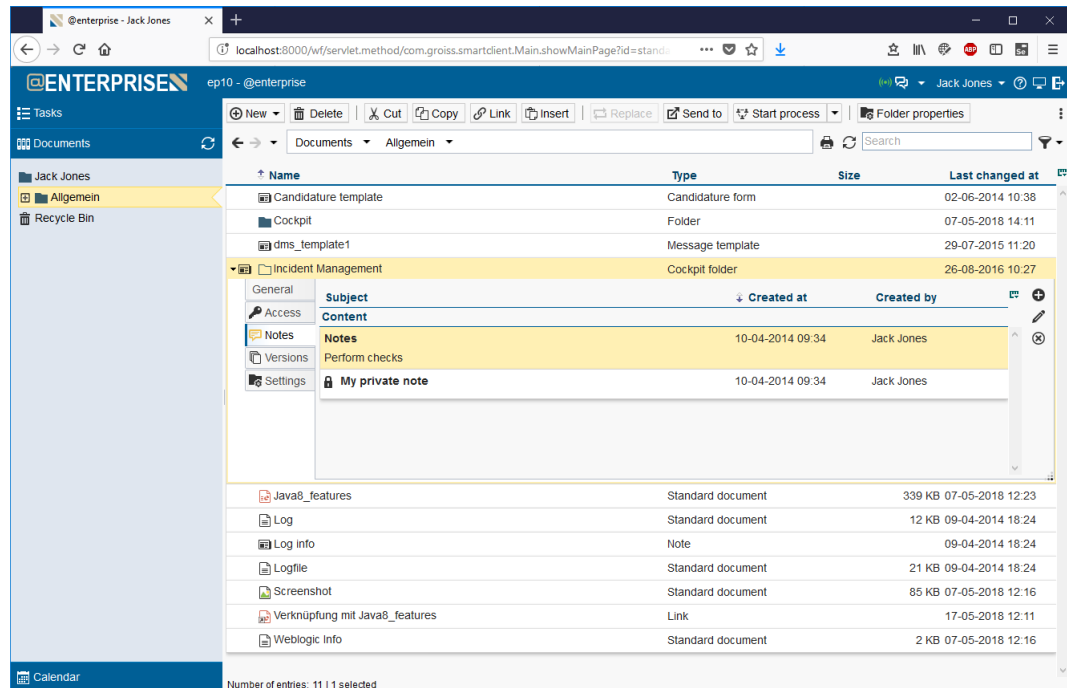 @enterprise - Jack Jones
localhost:8000/wf/servlet.method/com.groiss.smartclient.Main.showMainPage?id=standa
@ENTERPRISE ep10 - @enterprise Jack Jones
Tasks
New Delete Cut Copy Link Insert Replace Send to Start process Folder properties
Documents
Documents Allgemein Search
Jack Jones
Allgemein
Recycle Bin
Name Type Size Last changed at
Candidature template Candidature form 02-06-2014 10:38
Cockpit Folder 07-05-2018 14:11
dms_template1 Message template 29-07-2015 11:20
Incident Management Cockpit folder 26-08-2016 10:27
General
Access
Notes
Versions
Settings
Subject Created at Created by
Content
Notes 10-04-2014 09:34 Jack Jones
Perform checks
My private note 10-04-2014 09:34 Jack Jones
Java8_features Standard document 339 KB 07-05-2018 12:23
Log Standard document 12 KB 09-04-2014 18:24
Log info Note 09-04-2014 18:24
Logfile Standard document 21 KB 09-04-2014 18:24
Screenshot Standard document 85 KB 07-05-2018 12:16
Verknüpfung mit Java8_features Link 17-05-2018 12:11
Weblogic Info Standard document 2 KB 07-05-2018 12:16
Calendar
Number of entries: 11 | 1 selected